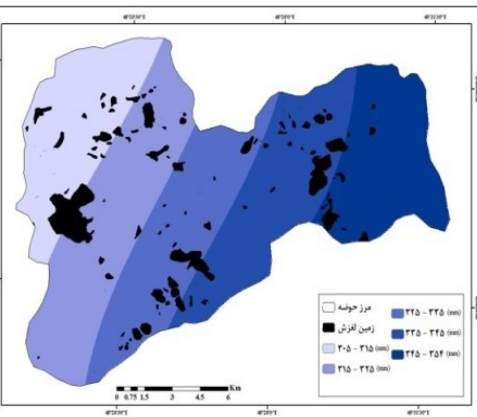 مرز حوضه
زمین لغزش
۳۰۵ - ۳۱۵ (mm)
۳۱۵ - ۳۲۵ (mm)
۳۲۵ - ۳۳۵ (mm)
۳۳۵ - ۳۴۵ (mm)
۳۴۵ - ۳۵۴ (mm)
Km
0 0.75 1.5 3 4.5 6